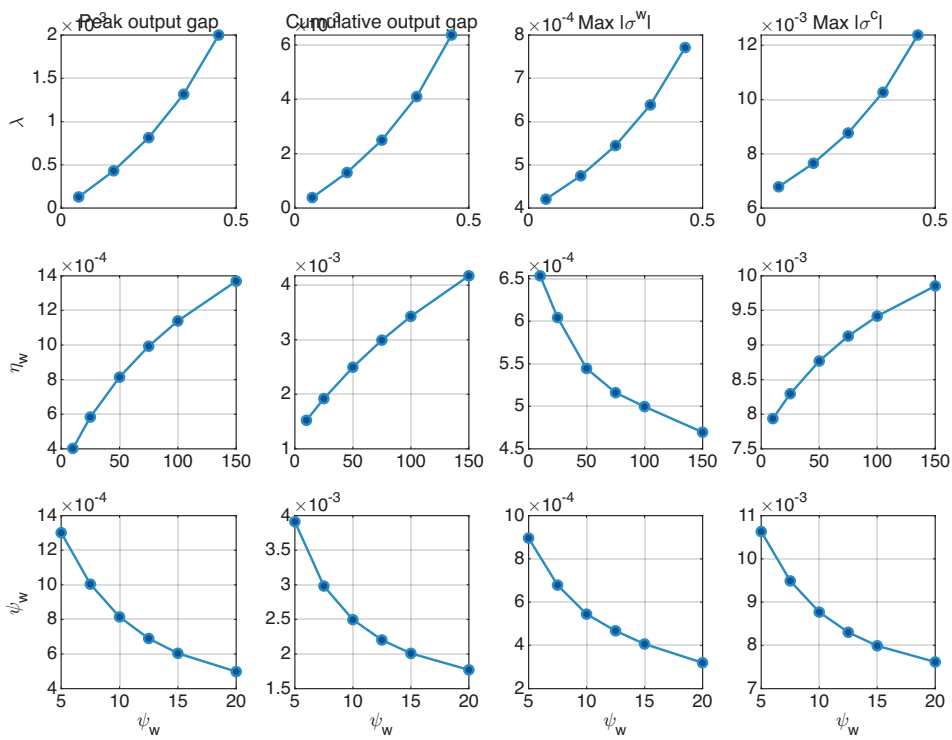 ×10⁻³ Peak output gap ×10⁻³ Cumulative output gap ×10⁻⁴ Max |σʷ| ×10⁻³ Max |σᶜ|
2 6 8 12
1.5 7 10
1 4 6 8
0.5 2 5
0 0 4 6
λ
0 0.5 0 0.5 0 0.5 0 0.5
×10⁻⁴ ×10⁻³ ×10⁻⁴ ×10⁻³
14 4 6.5 10
12 6 9.5
10 3 5.5 9
8 2 5 8.5
6 8
4 1 4.5 7.5
η_w
0 50 100 150 0 50 100 150 0 50 100 150 0 50 100 150
×10⁻⁴ ×10⁻³ ×10⁻⁴ ×10⁻³
14 4 10 11
12 3.5 8 10
10 3 6 9
8 2.5 4 8
6 2 2 7
4 1.5
ψ_w
5 10 15 20 5 10 15 20 5 10 15 20 5 10 15 20
ψ_w ψ_w ψ_w ψ_w